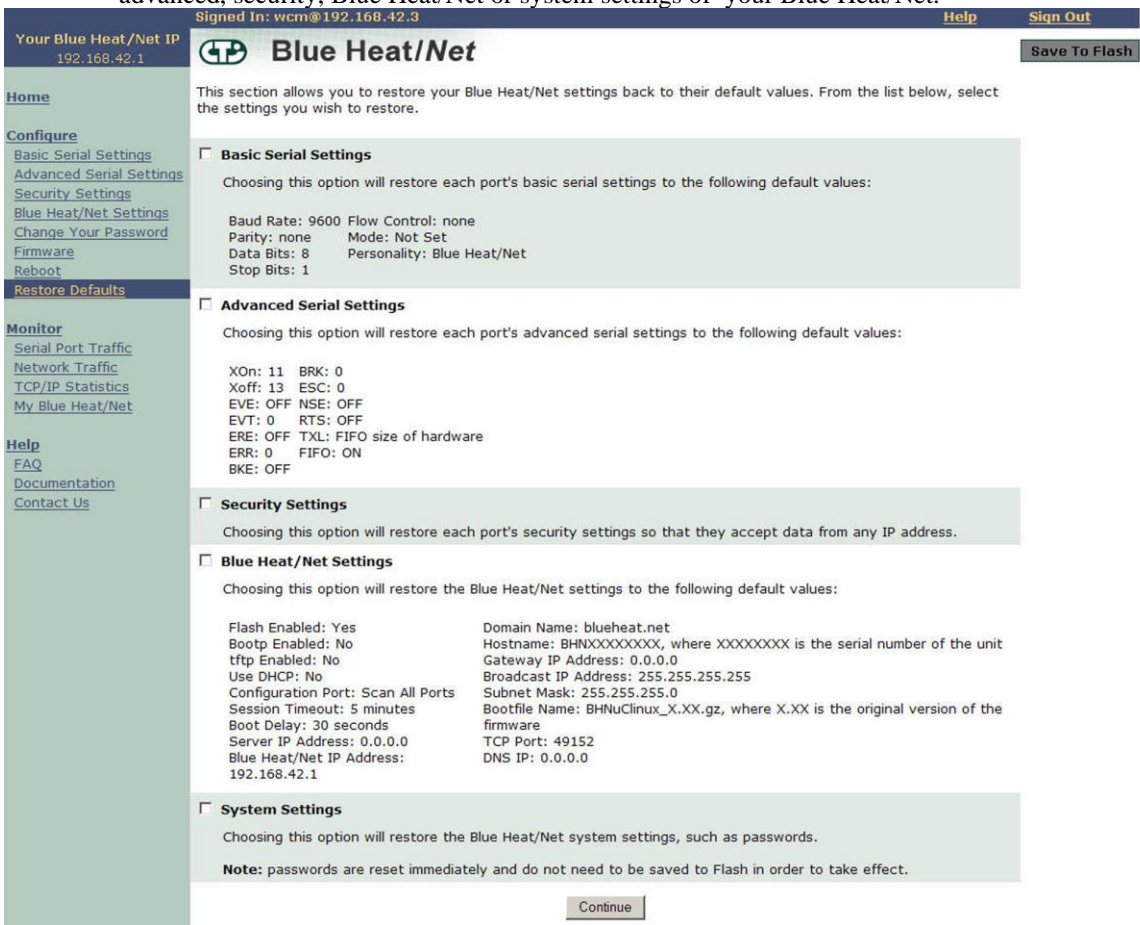 advanced, security, Blue Heat/Net or system settings of your Blue Heat/Net.
Signed In: wcm@192.168.42.3 Help Sign Out
Your Blue Heat/Net IP
192.168.42.1
Blue Heat/Net
Save To Flash
Home
Configure
Basic Serial Settings
Advanced Serial Settings
Security Settings
Blue Heat/Net Settings
Change Your Password
Firmware
Reboot
Restore Defaults
Monitor
Serial Port Traffic
Network Traffic
TCP/IP Statistics
My Blue Heat/Net
Help
FAQ
Documentation
Contact Us
This section allows you to restore your Blue Heat/Net settings back to their default values. From the list below, select
the settings you wish to restore.
Basic Serial Settings
Choosing this option will restore each port's basic serial settings to the following default values:
Baud Rate: 9600 Flow Control: none
Parity: none Mode: Not Set
Data Bits: 8 Personality: Blue Heat/Net
Stop Bits: 1
Advanced Serial Settings
Choosing this option will restore each port's advanced serial settings to the following default values:
XOn: 11 BRK: 0
Xoff: 13 ESC: 0
EVE: OFF NSE: OFF
EVT: 0 RTS: OFF
ERE: OFF TXL: FIFO size of hardware
ERR: 0 FIFO: ON
BKE: OFF
Security Settings
Choosing this option will restore each port's security settings so that they accept data from any IP address.
Blue Heat/Net Settings
Choosing this option will restore the Blue Heat/Net settings to the following default values:
Flash Enabled: Yes
Bootp Enabled: No
tftp Enabled: No
Use DHCP: No
Configuration Port: Scan All Ports
Session Timeout: 5 minutes
Boot Delay: 30 seconds
Server IP Address: 0.0.0.0
Blue Heat/Net IP Address:
192.168.42.1
Domain Name: blueheat.net
Hostname: BHNXXXXXXXX, where XXXXXXXX is the serial number of the unit
Gateway IP Address: 0.0.0.0
Broadcast IP Address: 255.255.255.255
Subnet Mask: 255.255.255.0
Bootfile Name: BHNuClinux_X.XX.gz, where X.XX is the original version of the
firmware
TCP Port: 49152
DNS IP: 0.0.0.0
System Settings
Choosing this option will restore the Blue Heat/Net system settings, such as passwords.
Note: passwords are reset immediately and do not need to be saved to Flash in order to take effect.
Continue